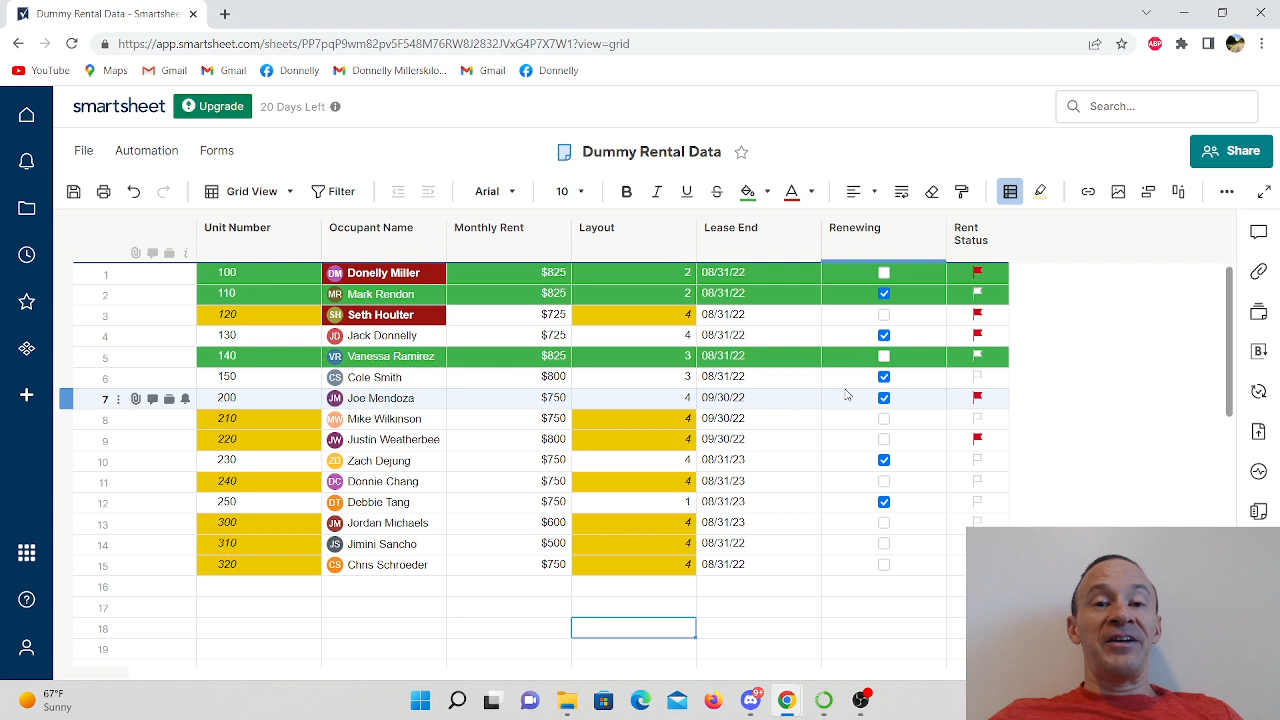 Dummy Rental Data - Smartshee
https://app.smartsheet.com/sheets/
?view=grid
ABP
YouTube Maps Gmail Gmail Donnelly Donnelly Millerskilo... Gmail Donnelly
smartsheet Upgrade 20 Days Left
Search...
File Automation Forms
Dummy Rental Data
Share
Grid View Filter Arial 10 B I U S A
Unit Number Occupant Name Monthly Rent Layout Lease End Renewing Rent Status
1 100 DM Donelly Miller $825 2 08/31/22
2 110 MR Mark Rendon $825 2 08/31/22
3 120 SH Seth Houlter $725 4 08/31/22
4 130 JD Jack Donnelly $725 4 08/31/22
5 140 VR Vanessa Ramirez $825 3 08/31/22
6 150 CS Cole Smith $800 3 08/31/22
7 200 JM Joe Mendoza $750 4 09/30/22
8 210 MW Mike Wilkinson $750 4 09/30/22
9 220 JW Justin Weatherbee $800 4 09/30/22
10 230 ZD Zach Dejung $750 4 09/30/22
11 240 DC Donnie Chang $750 4 08/31/23
12 250 DT Debbie Tang $750 1 08/31/23
13 300 JM Jordan Michaels $600 4 08/31/23
14 310 JS Jimini Sancho $500 4 08/31/22
15 320 CS Chris Schroeder $750 4 08/31/22
16
17
18
19
67°F
Sunny
9+